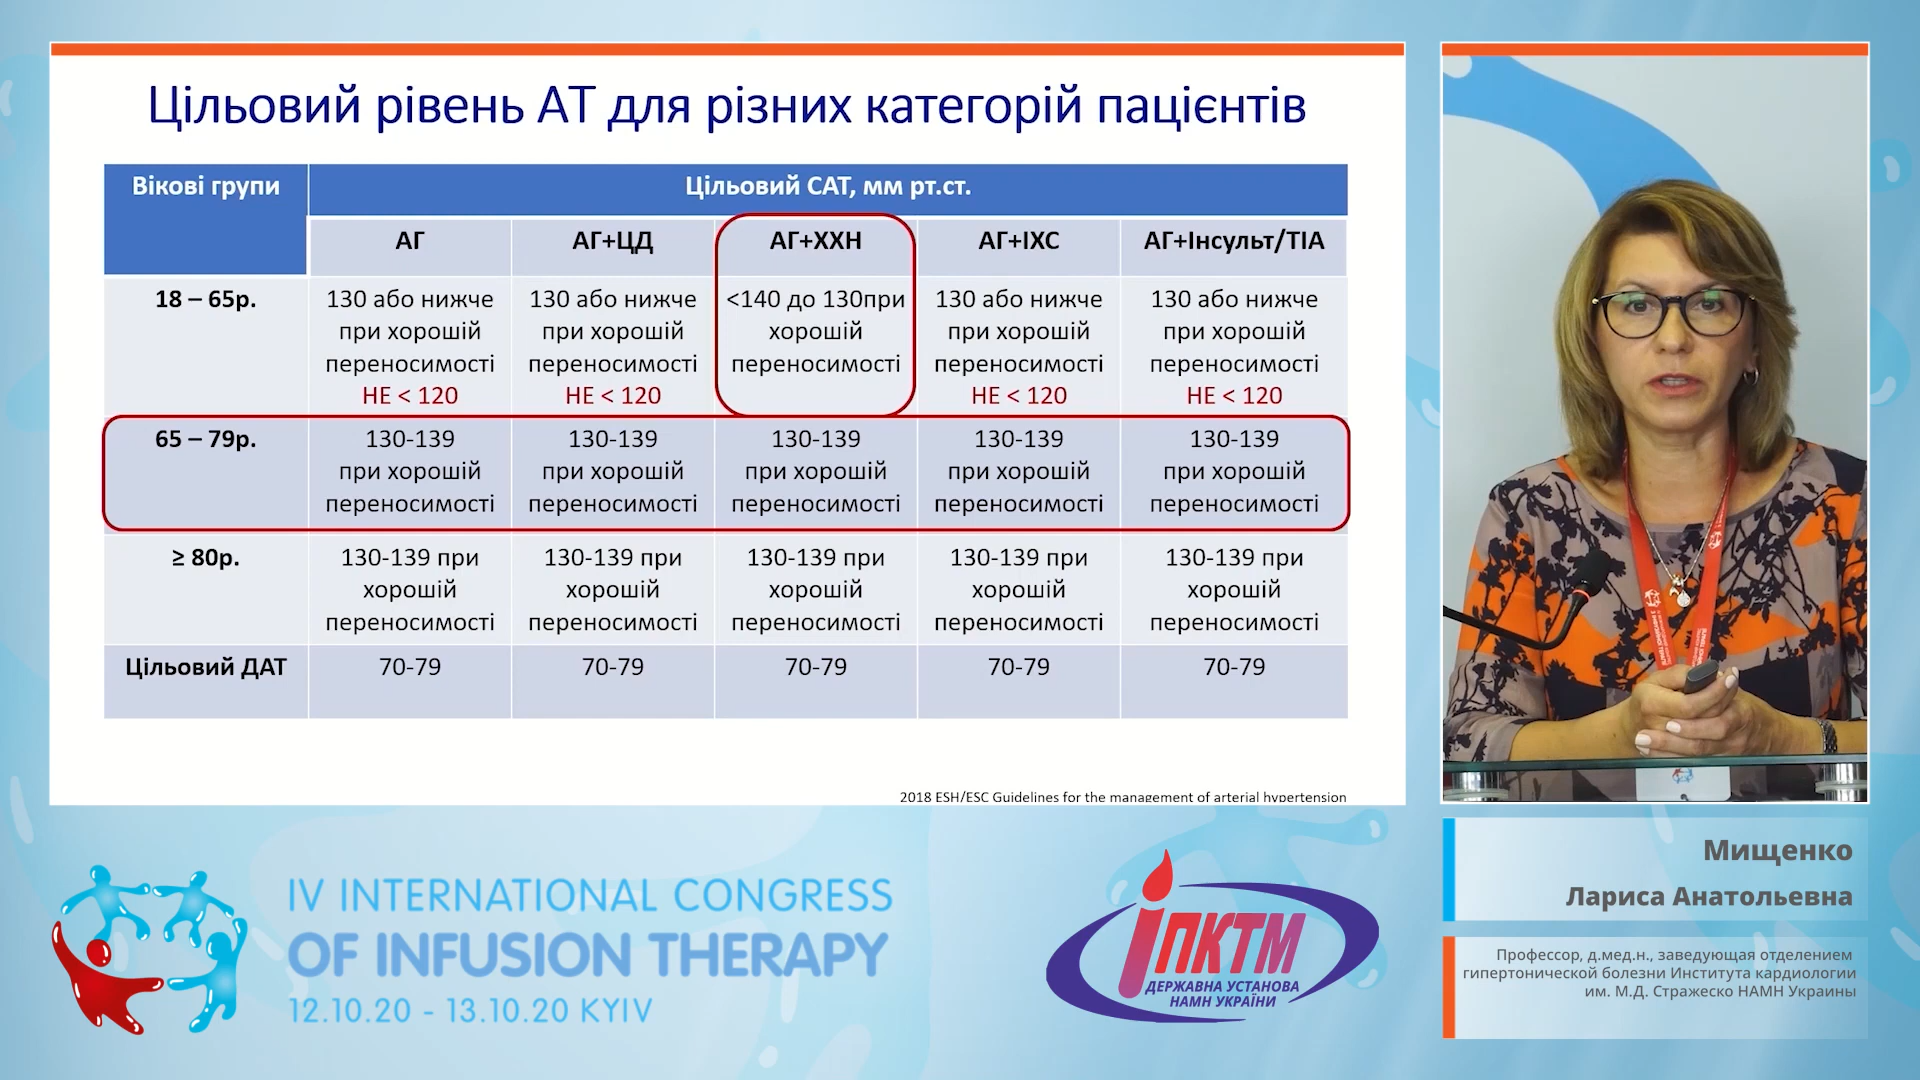 Цільовий рівень АТ для різних категорій пацієнтів
Вікові групи
Цільовий САТ, мм рт.ст.
АГ
АГ+ЦД
АГ+ХХН
АГ+ІХС
АГ+Інсульт/ТІА
18 – 65р.
130 або нижче
при хорошій
переносимості
НЕ < 120
130 або нижче
при хорошій
переносимості
НЕ < 120
<140 до 130при
хорошій
переносимості
130 або нижче
при хорошій
переносимості
НЕ < 120
130 або нижче
при хорошій
переносимості
НЕ < 120
65 – 79р.
130-139
при хорошій
переносимості
130-139
при хорошій
переносимості
130-139
при хорошій
переносимості
130-139
при хорошій
переносимості
130-139
при хорошій
переносимості
≥ 80р.
130-139 при
хорошій
переносимості
130-139 при
хорошій
переносимості
130-139 при
хорошій
переносимості
130-139 при
хорошій
переносимості
130-139 при
хорошій
переносимості
Цільовий ДАТ
70-79
70-79
70-79
70-79
70-79
2018 ESH/ESC Guidelines for the management of arterial hypertension
IV INTERNATIONAL CONGRESS
OF INFUSION THERAPY
12.10.20 - 13.10.20 KYIV
ІПКТМ
ДЕРЖАВНА УСТАНОВА
НАМН УКРАЇНИ
Мищенко
Лариса Анатольевна
Профессор, д.мед.н., заведующая отделением
гипертонической болезни Института кардиологии
им. М.Д. Стражеско НАМН Украины